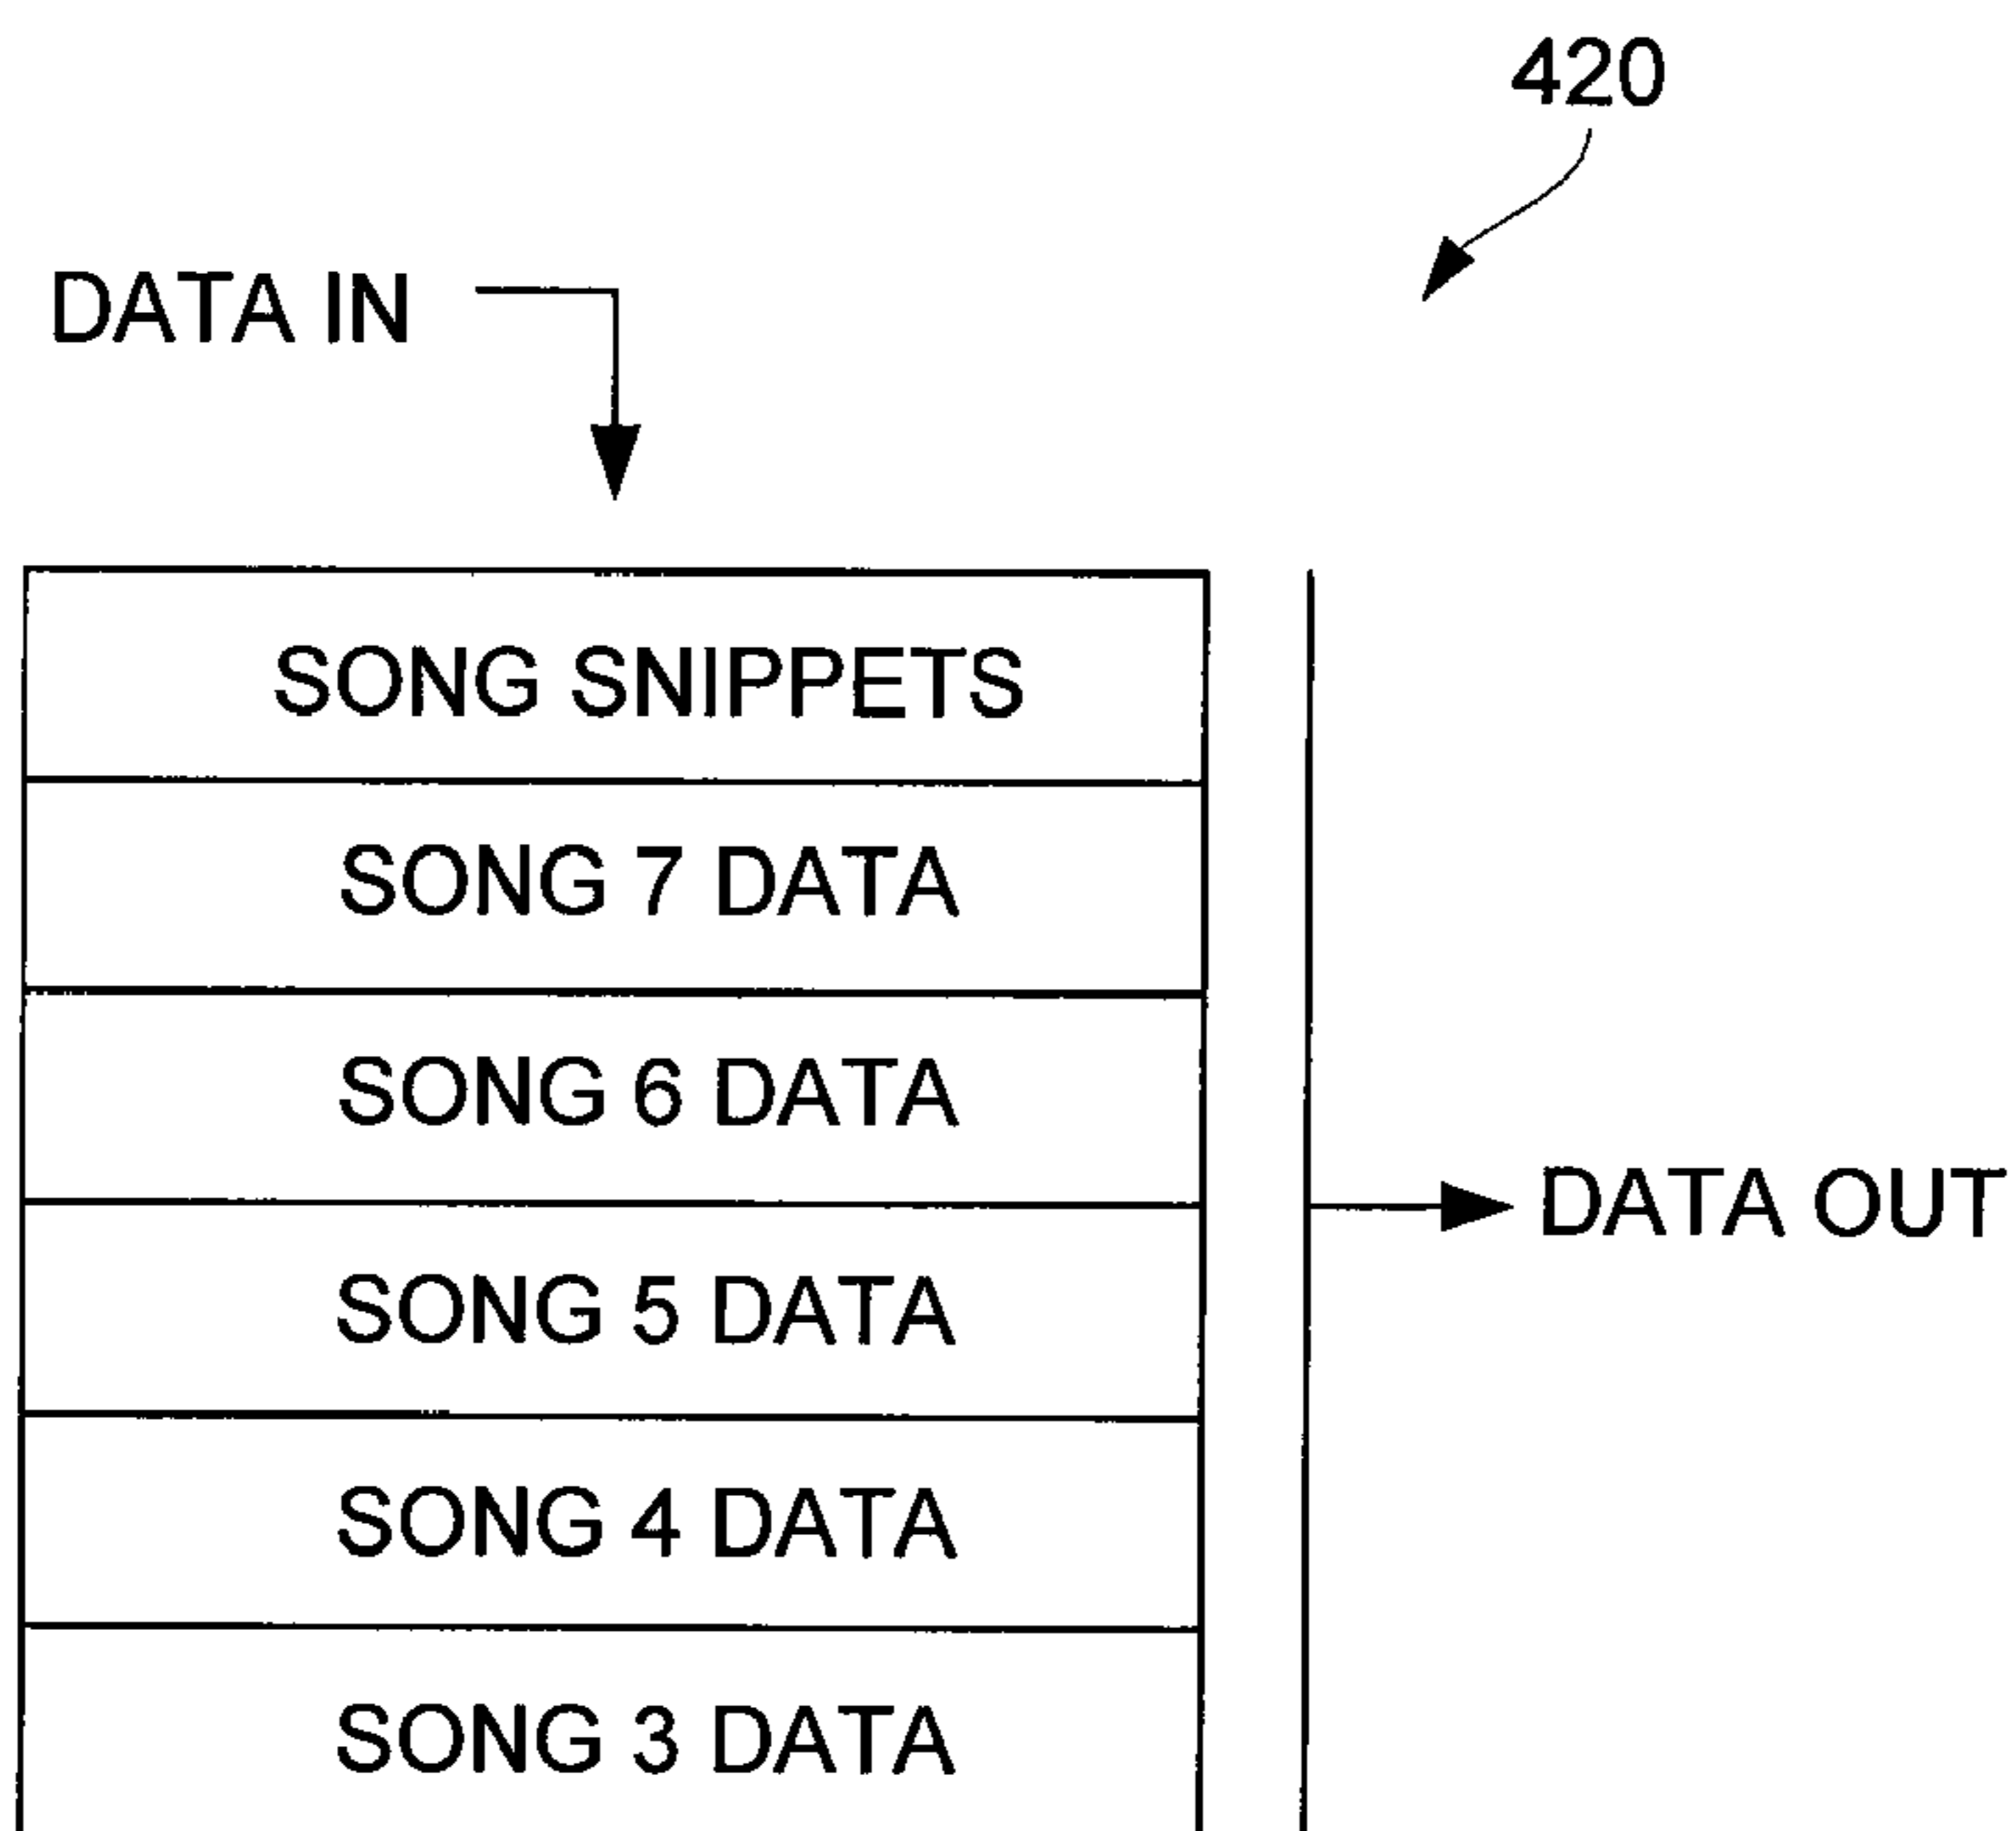 420
DATA IN
SONG SNIPPETS
SONG 7 DATA
SONG 6 DATA
SONG 5 DATA
DATA OUT
SONG 4 DATA
SONG 3 DATA